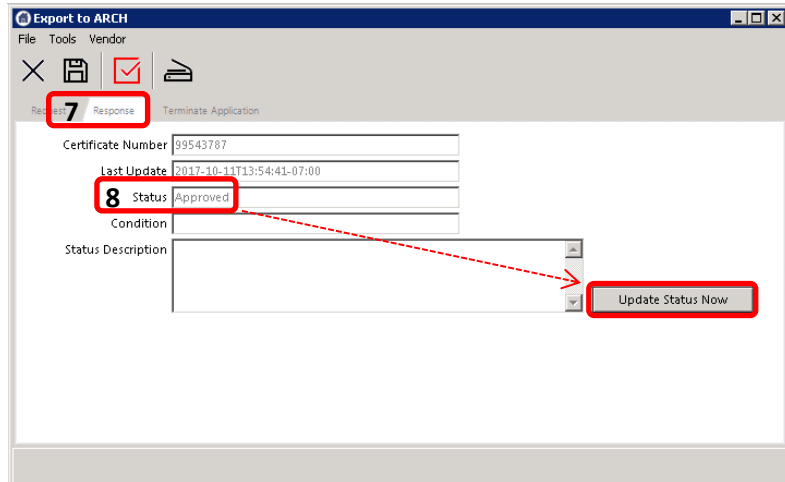 Export to ARCH
File Tools Vendor
Request 7 Response Terminate Application
Certificate Number 99543787
Last Update 2017-10-11T13:54:41-07:00
8 Status Approved
Condition
Status Description
Update Status Now